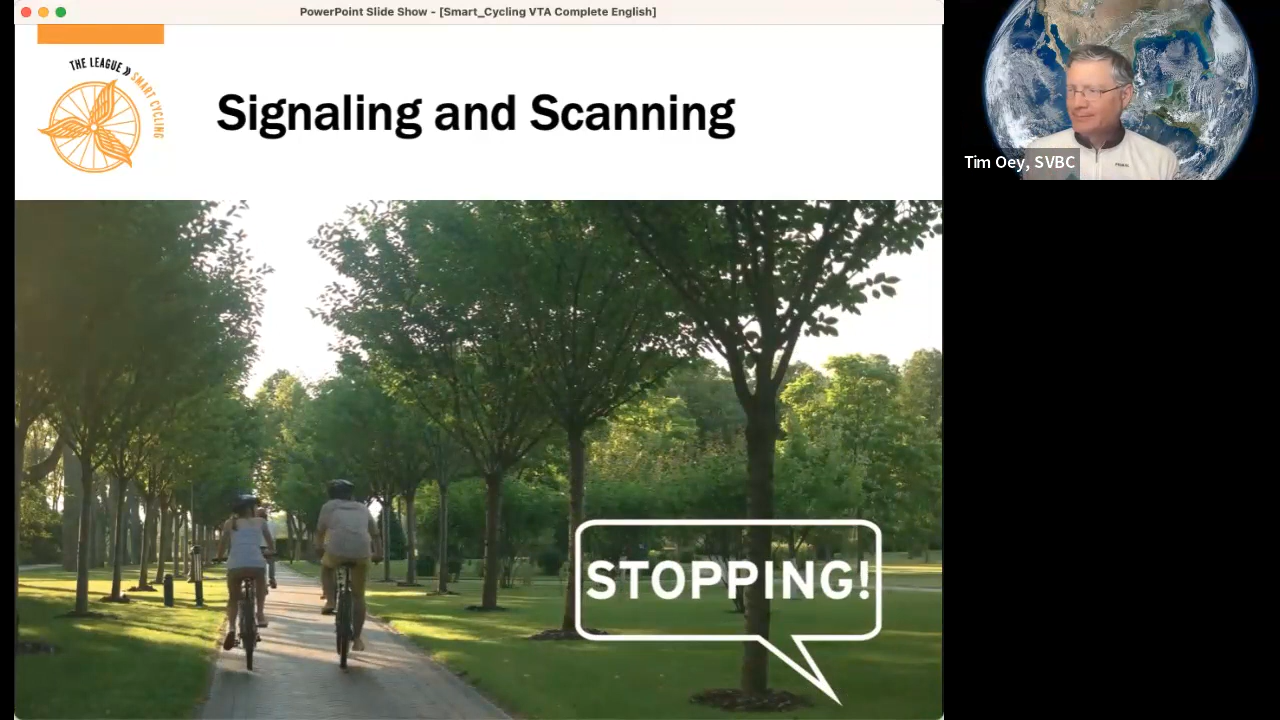 PowerPoint Slide Show - [Smart_Cycling VTA Complete English]
THE LEAGUE
SMART CYCLING
Signaling and Scanning
Tim Oey, SVBC
STOPPING!